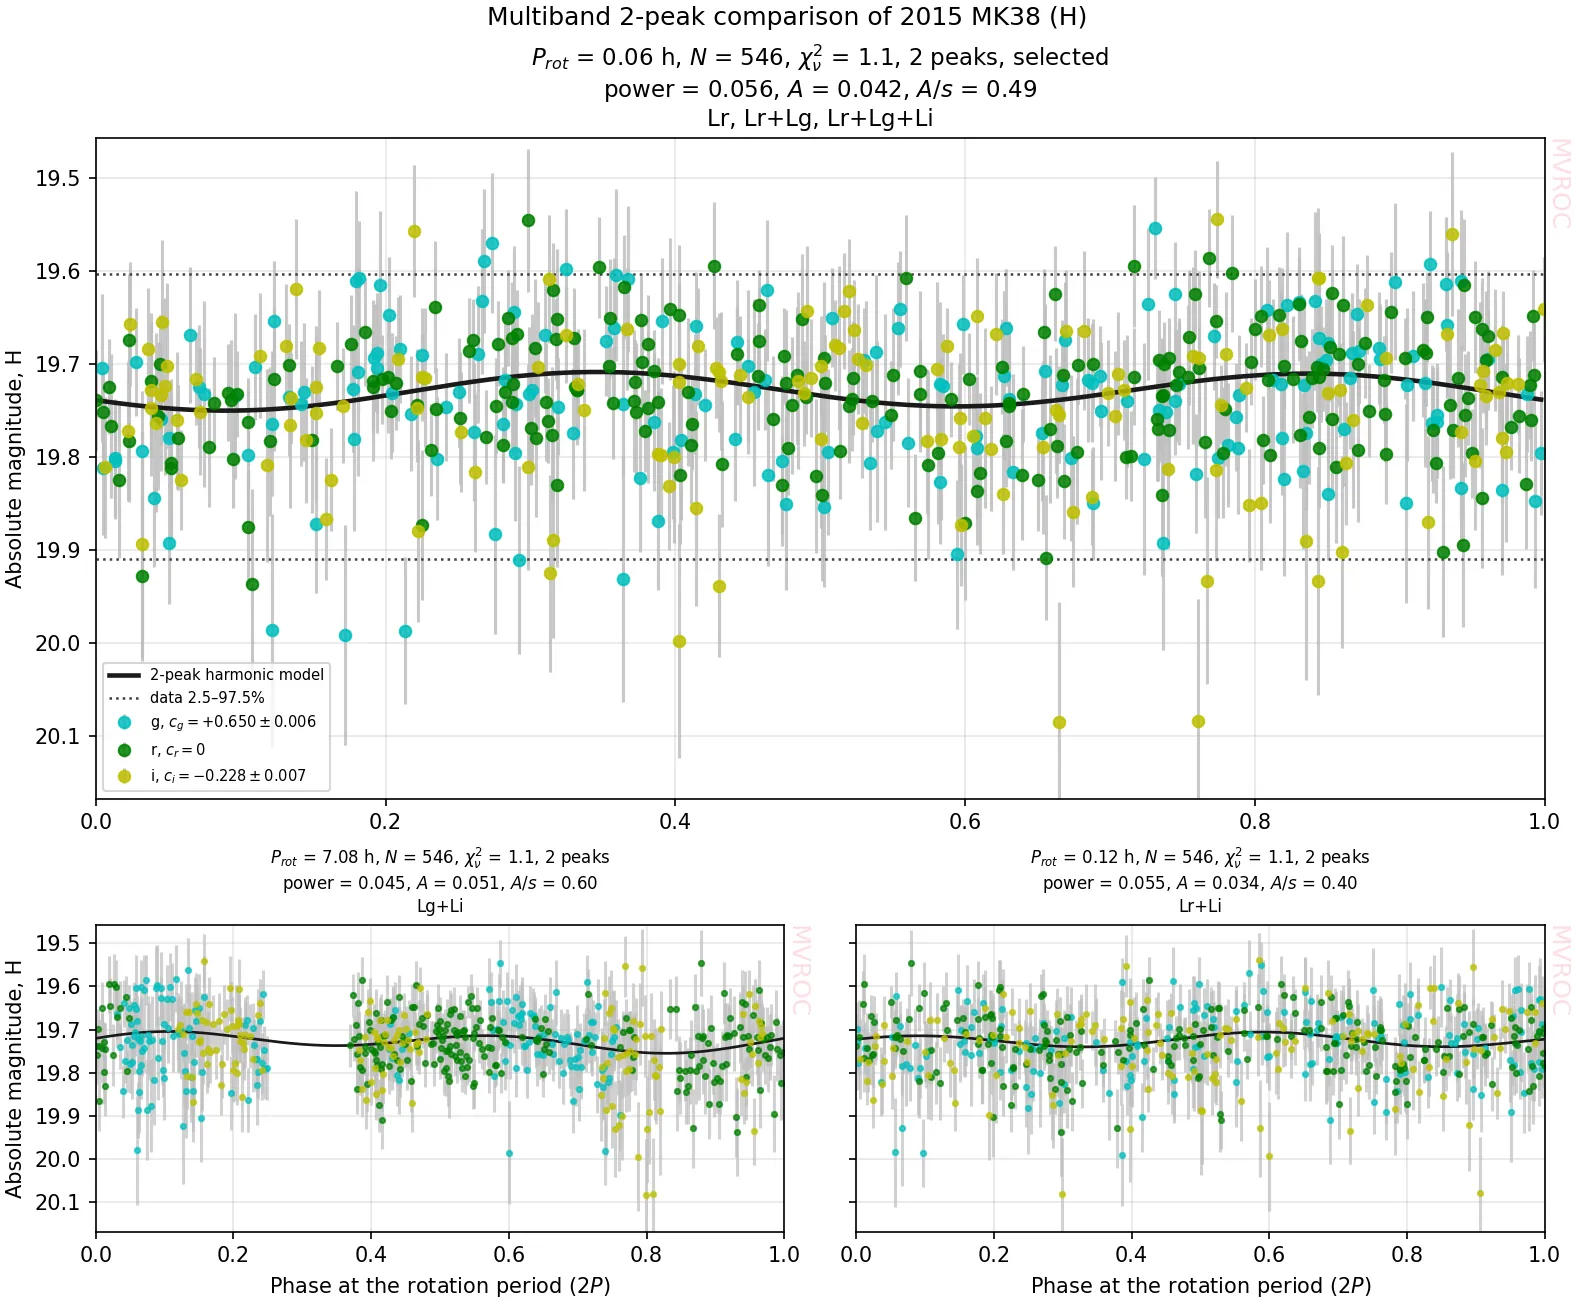 Multiband 2-peak comparison of 2015 MK38 (H)
P_rot = 0.06 h, N = 546, χ²_ν = 1.1, 2 peaks, selected
power = 0.056, A = 0.042, A/s = 0.49
Lr, Lr+Lg, Lr+Lg+Li
MVROC
Absolute magnitude, H
19.5
19.6
19.7
19.8
19.9
20.0
20.1
2-peak harmonic model
data 2.5–97.5%
g, c_g = +0.650 ± 0.006
r, c_r = 0
i, c_i = −0.228 ± 0.007
0.0 0.2 0.4 0.6 0.8 1.0
P_rot = 7.08 h, N = 546, χ²_ν = 1.1, 2 peaks
power = 0.045, A = 0.051, A/s = 0.60
Lg+Li
MVROC
Absolute magnitude, H
19.5
19.6
19.7
19.8
19.9
20.0
20.1
0.0 0.2 0.4 0.6 0.8 1.0
Phase at the rotation period (2P)
P_rot = 0.12 h, N = 546, χ²_ν = 1.1, 2 peaks
power = 0.055, A = 0.034, A/s = 0.40
Lr+Li
MVROC
0.0 0.2 0.4 0.6 0.8 1.0
Phase at the rotation period (2P)